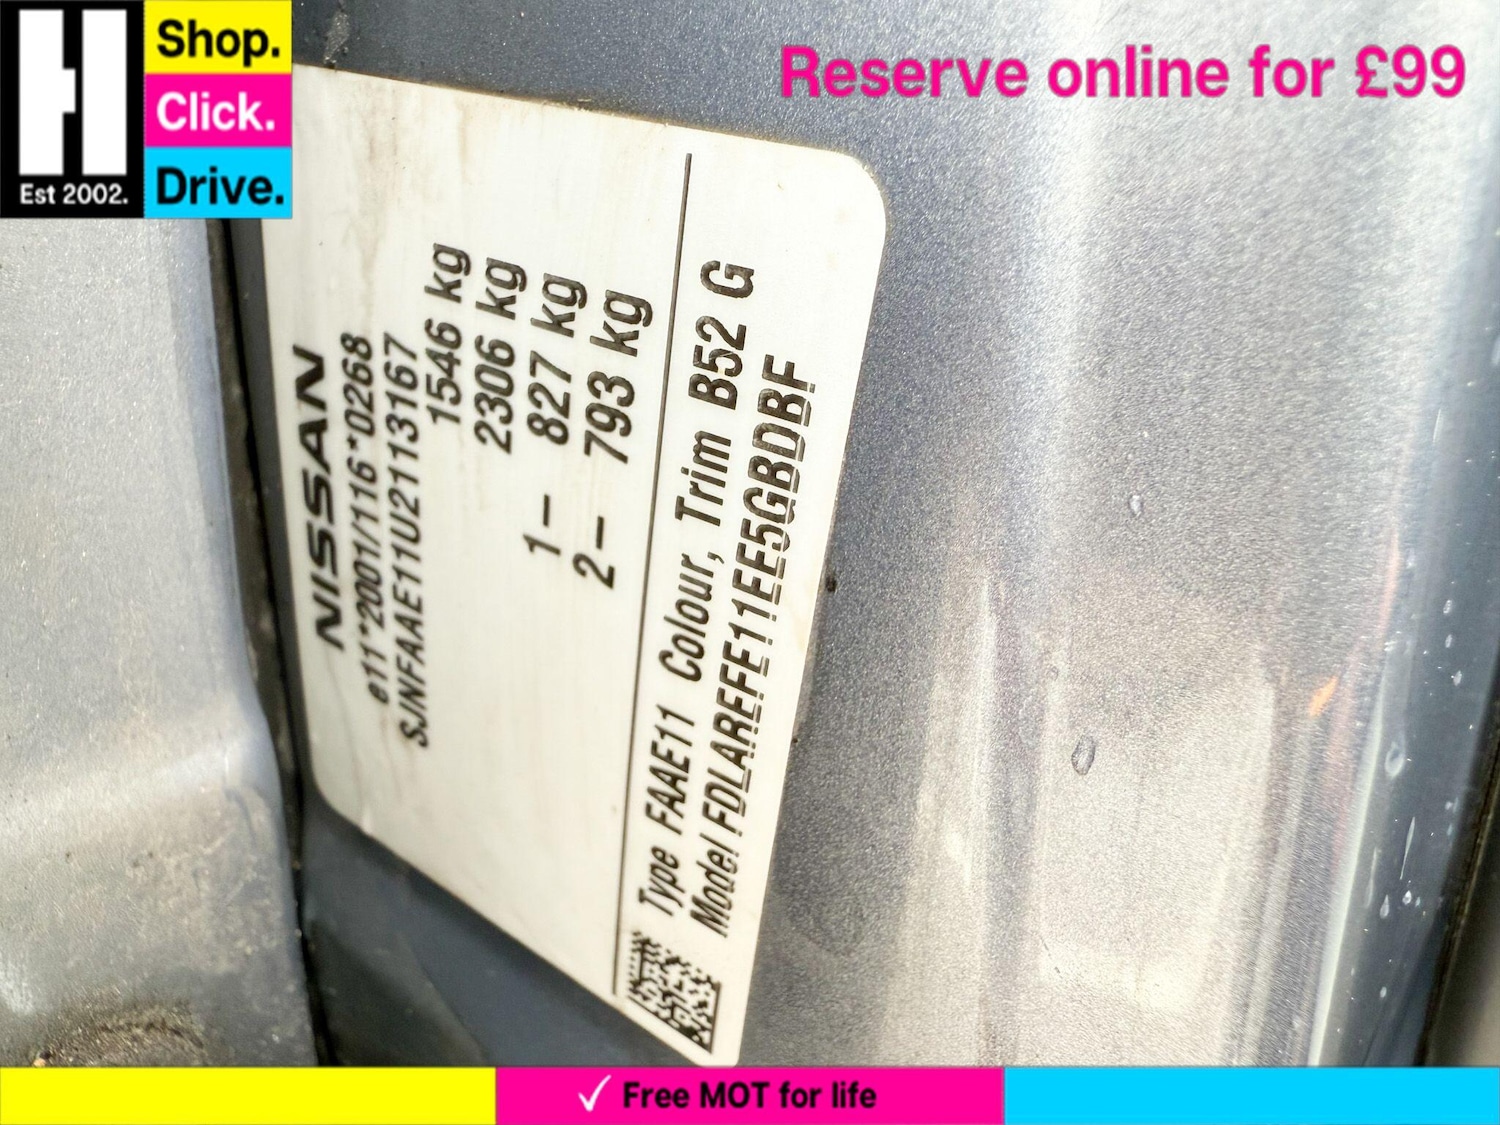 Shop.
Click.
Drive.
Est 2002.
Reserve online for £99
NISSAN
e11*2001/116*0268
SJNFAAE11U2113167
1546 kg
2306 kg
1- 827 kg
2- 793 kg
Type FAAE11 Colour, Trim B52 G
Model FDLAREFE11EE5GBDBF
✓ Free MOT for life